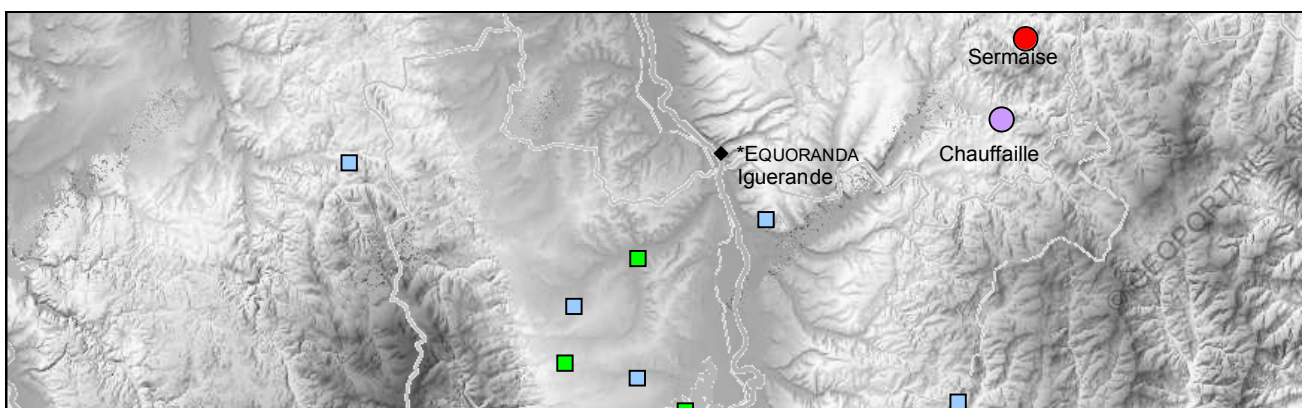 Sermaise
Chauffaille
*EQUORANDA
Iguerande
© GEOPORTAIL